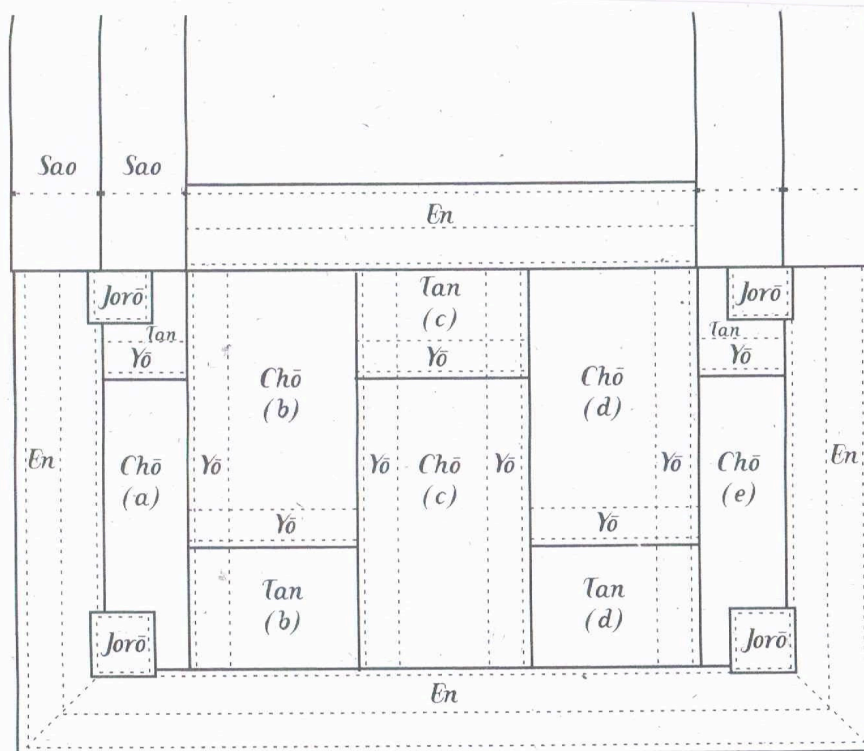 Sao
Sao
En
Jorō
Tan
(c)
Jorō
Tan
Yō
Chō
(b)
Yō
Chō
(d)
Tan
Yō
En
Chō
(a)
Yō
Yō
Chō
(c)
Yō
Yō
Chō
(e)
En
Yō
Yō
Tan
(b)
Tan
(d)
Jorō
Jorō
En